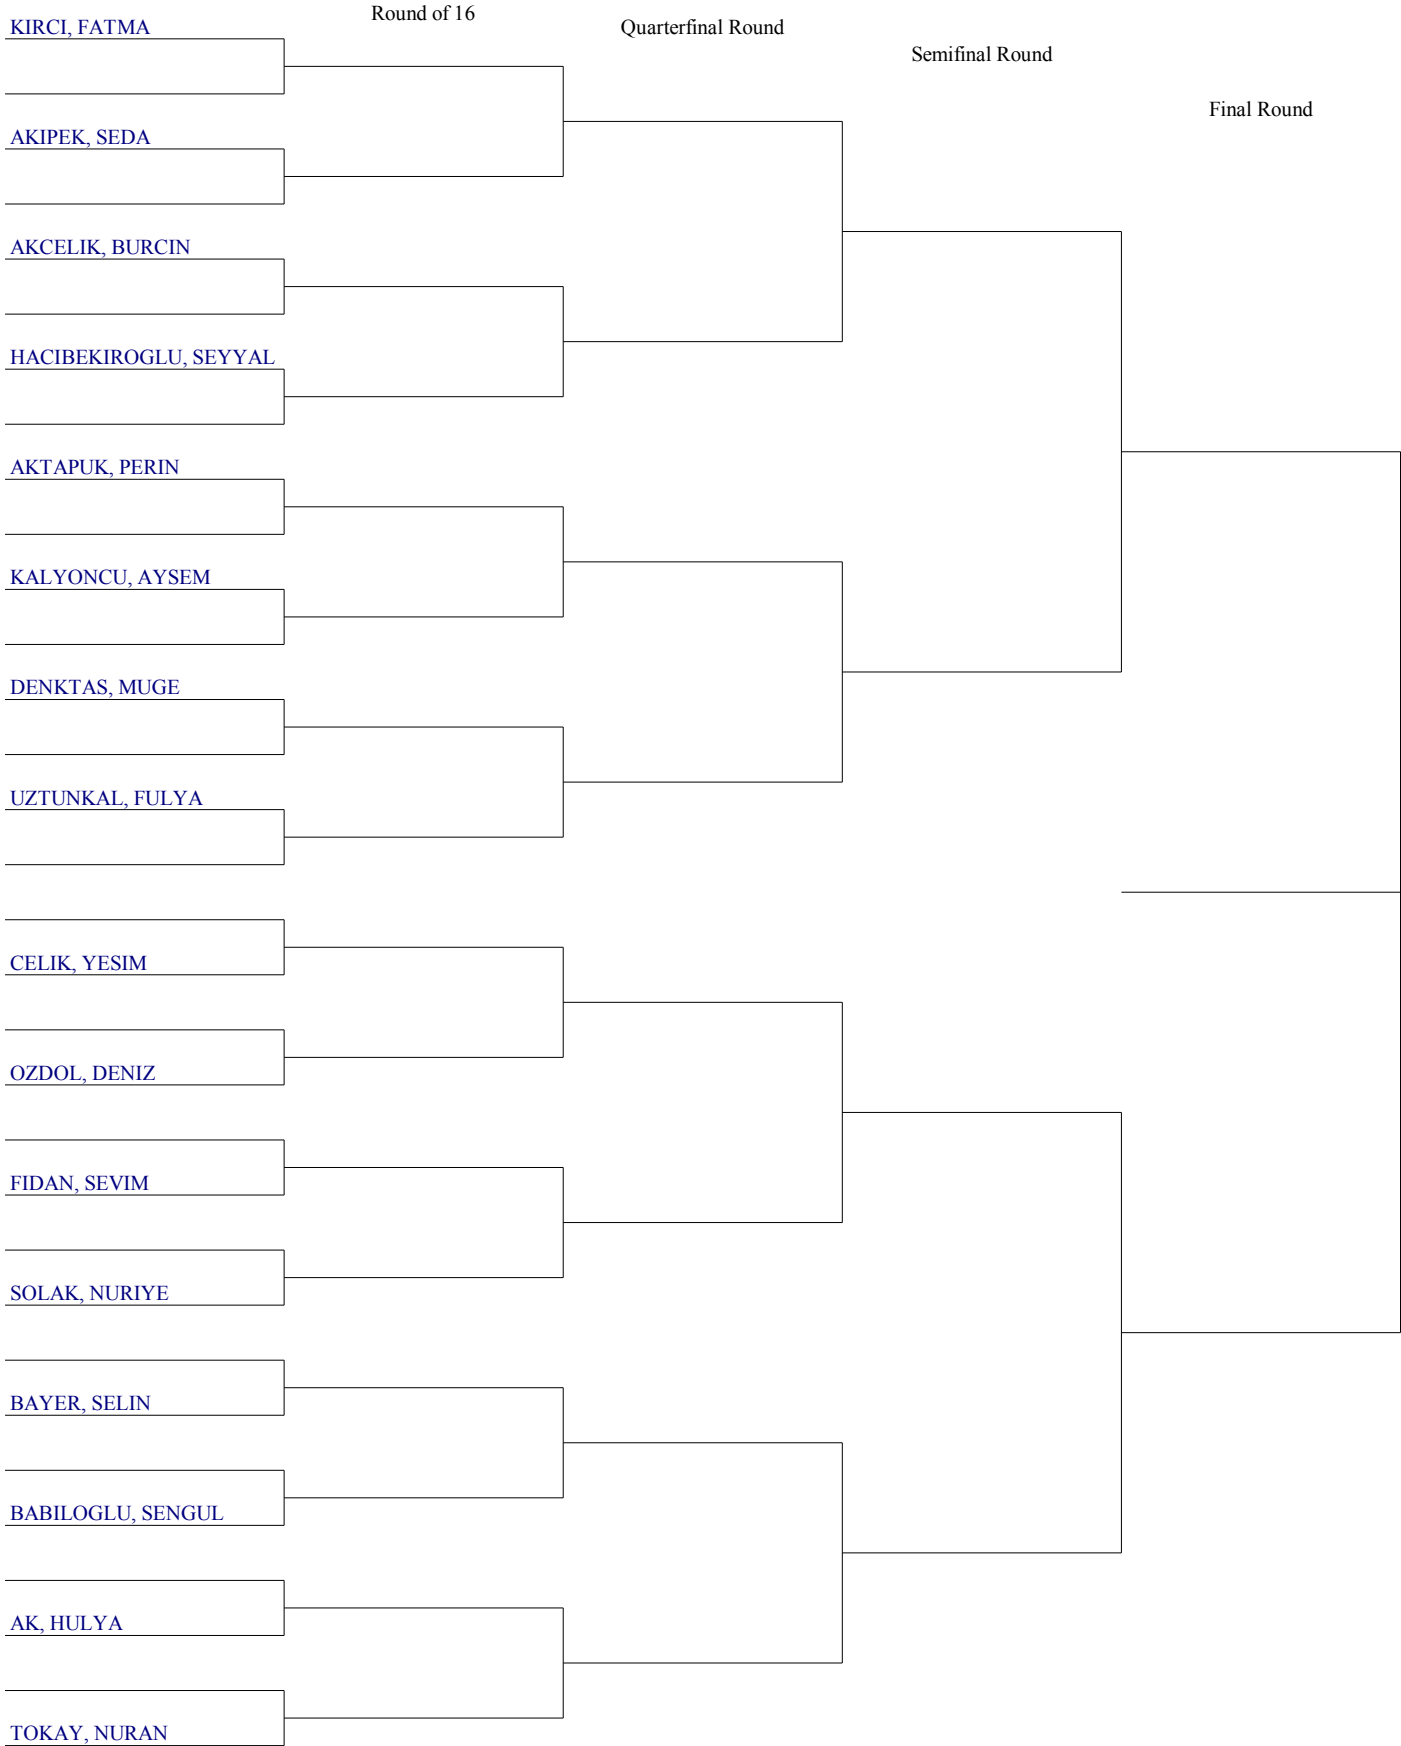 Round of 16
Quarterfinal Round
Semifinal Round
Final Round
KIRCI, FATMA
AKIPEK, SEDA
AKCELIK, BURCIN
HACIBEKIROGLU, SEYYAL
AKTAPUK, PERIN
KALYONCU, AYSEM
DENKTAS, MUGE
UZTUNKAL, FULYA
CELIK, YESIM
OZDOL, DENIZ
FIDAN, SEVIM
SOLAK, NURIYE
BAYER, SELIN
BABILOGLU, SENGUL
AK, HULYA
TOKAY, NURAN